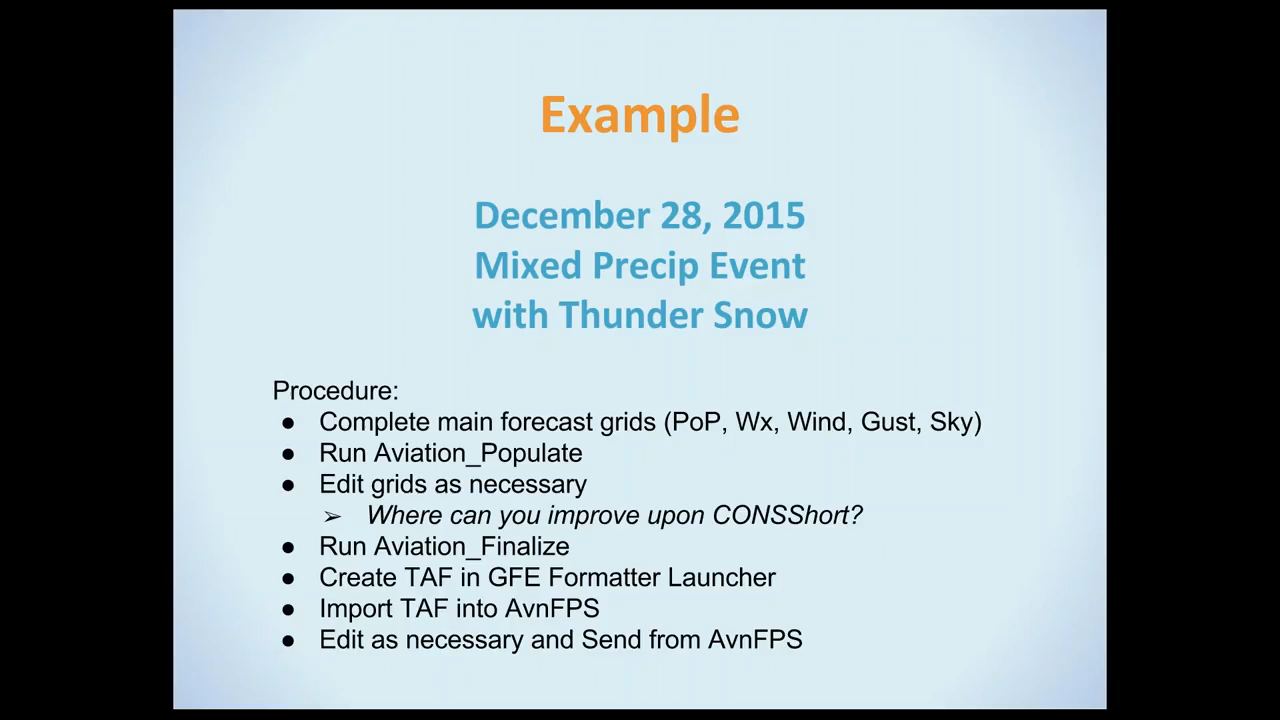 Example
December 28, 2015
Mixed Precip Event
with Thunder Snow
Procedure:
● Complete main forecast grids (PoP, Wx, Wind, Gust, Sky)
● Run Aviation_Populate
● Edit grids as necessary
➢ Where can you improve upon CONSShort?
● Run Aviation_Finalize
● Create TAF in GFE Formatter Launcher
● Import TAF into AvnFPS
● Edit as necessary and Send from AvnFPS